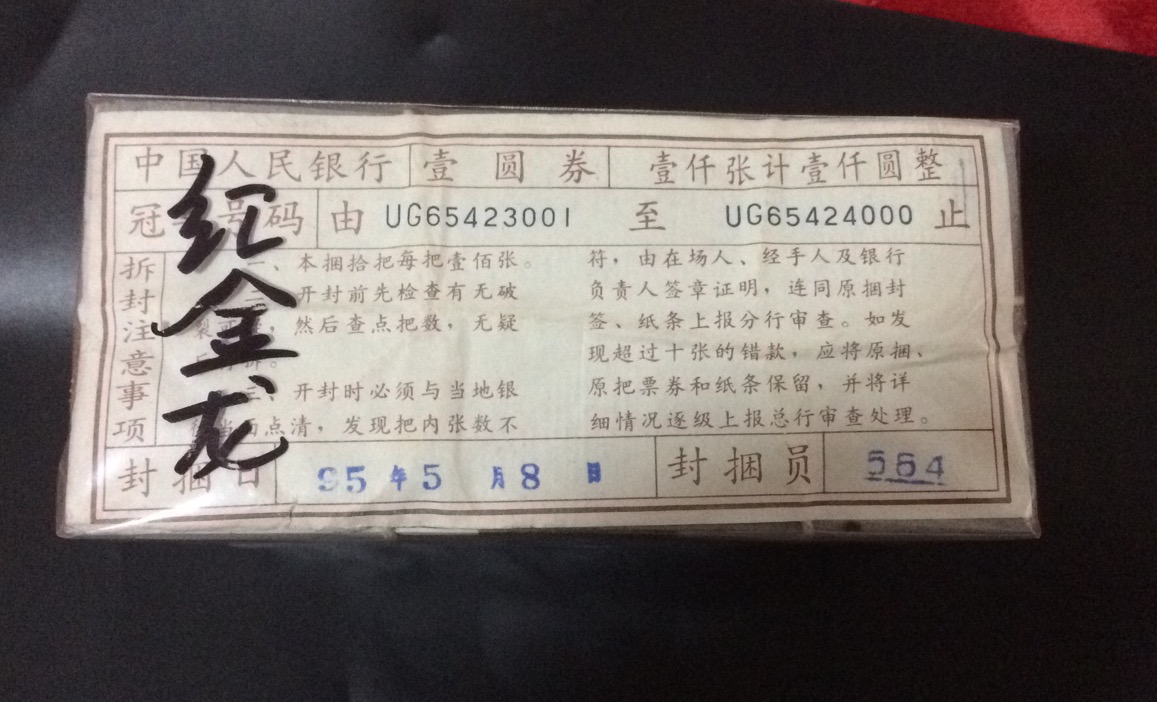 中国人民银行 壹圆券 壹仟张计壹仟圆整
冠 号码 由 UG65423001 至 UG65424000 止
拆封注意事项
一、本捆拾把每把壹佰张。
开封前先检查有无破
裂 ,然后查点把数,无疑
。
三、开封时必须与当地银
点清,发现把内张数不
符,由在场人、经手人及银行
负责人签章证明,连同原捆封
签、纸条上报分行审查。如发
现超过十张的错款,应将原捆、
原把票券和纸条保留,并将详
细情况逐级上报总行审查处理。
封捆日 95年5月8日 封捆员 564
红金龙